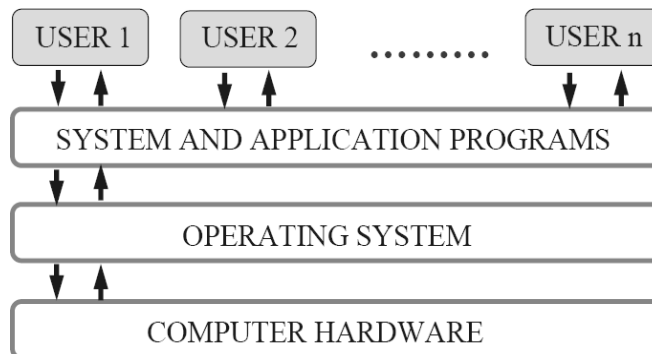 USER 1 USER 2 ......... USER n
SYSTEM AND APPLICATION PROGRAMS
OPERATING SYSTEM
COMPUTER HARDWARE